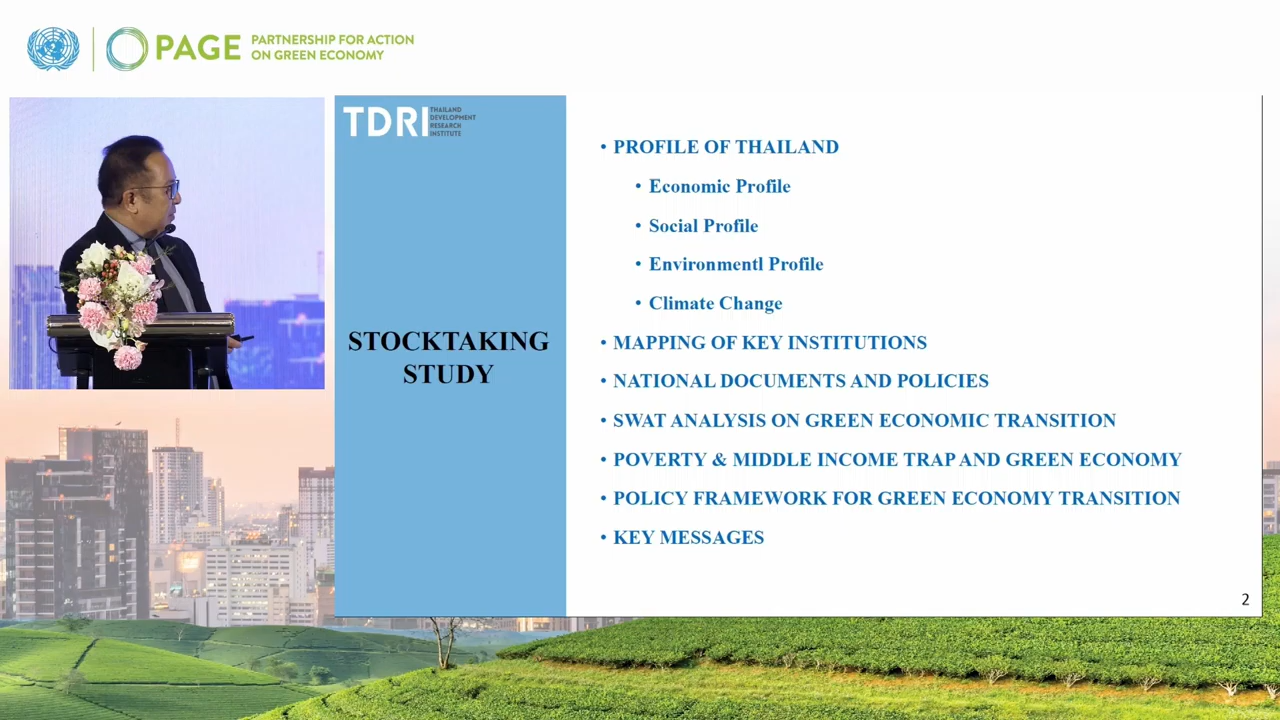 PAGE
PARTNERSHIP FOR ACTION
ON GREEN ECONOMY
TDRI
THAILAND
DEVELOPMENT
RESEARCH
INSTITUTE
STOCKTAKING
STUDY
• PROFILE OF THAILAND
• Economic Profile
• Social Profile
• Environmentl Profile
• Climate Change
• MAPPING OF KEY INSTITUTIONS
• NATIONAL DOCUMENTS AND POLICIES
• SWAT ANALYSIS ON GREEN ECONOMIC TRANSITION
• POVERTY & MIDDLE INCOME TRAP AND GREEN ECONOMY
• POLICY FRAMEWORK FOR GREEN ECONOMY TRANSITION
• KEY MESSAGES
2